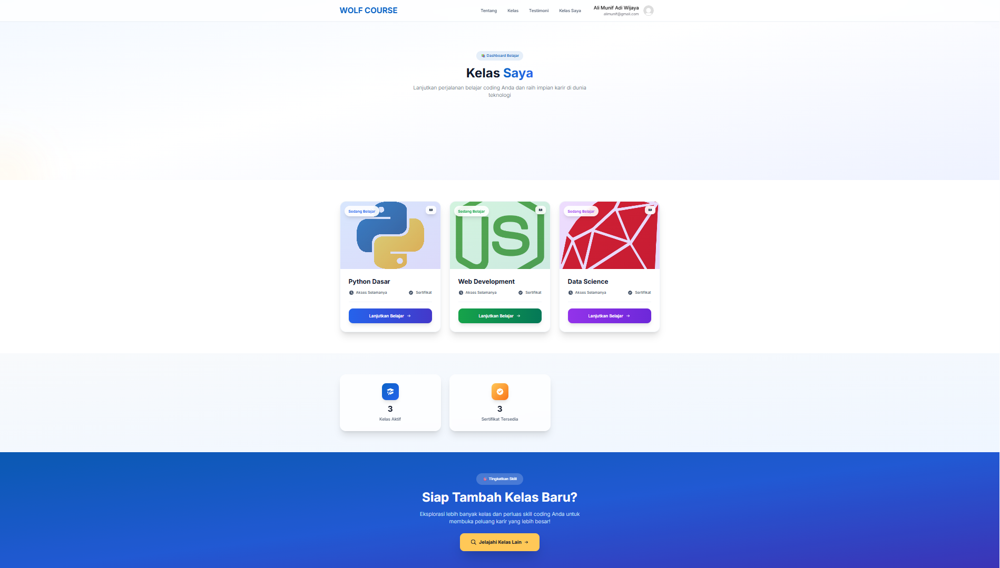 WOLF COURSE
Tentang
Kelas
Testimoni
Kelas Saya
Ali Munif Adi Wijaya
alimunif@gmail.com
Dashboard Belajar
Kelas Saya
Lanjutkan perjalanan belajar coding Anda dan raih impian karir di dunia
teknologi
Sedang Belajar
Python Dasar
Akses Selamanya
Sertifikat
Lanjutkan Belajar →
Sedang Belajar
JS
Web Development
Akses Selamanya
Sertifikat
Lanjutkan Belajar →
Sedang Belajar
Data Science
Akses Selamanya
Sertifikat
Lanjutkan Belajar →
3
Kelas Aktif
3
Sertifikat Tersedia
Tingkatkan Skill
Siap Tambah Kelas Baru?
Eksplorasi lebih banyak kelas dan perluas skill coding Anda untuk
membuka peluang karir yang lebih besar!
Jelajahi Kelas Lain →